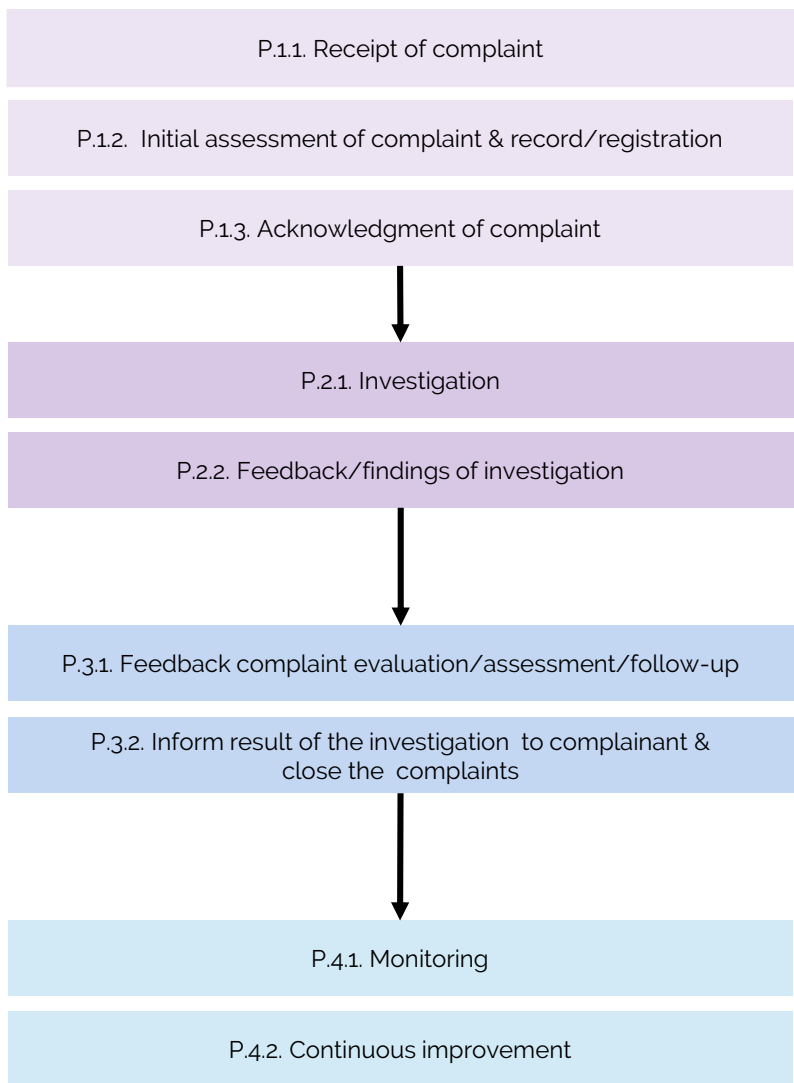 P.1.1. Receipt of complaint
P.1.2. Initial assessment of complaint & record/registration
P.1.3. Acknowledgment of complaint
P.2.1. Investigation
P.2.2. Feedback/findings of investigation
P.3.1. Feedback complaint evaluation/assessment/follow-up
P.3.2. Inform result of the investigation to complainant &
close the complaints
P.4.1. Monitoring
P.4.2. Continuous improvement